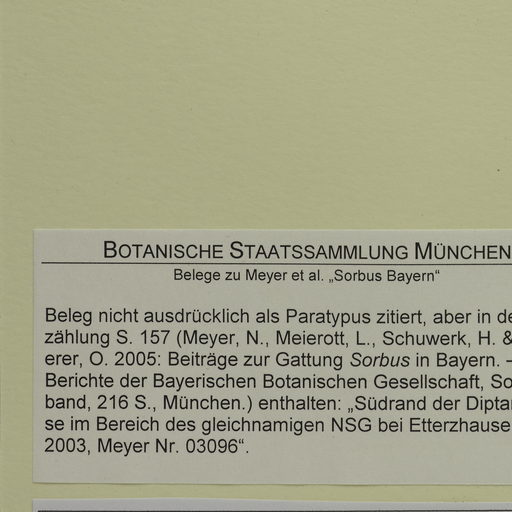 BOTANISCHE STAATSSAMMLUNG MÜNCHEN
Belege zu Meyer et al. „Sorbus Bayern“
Beleg nicht ausdrücklich als Paratypus zitiert, aber in de
zählung S. 157 (Meyer, N., Meierott, L., Schuwerk, H. &
erer, O. 2005: Beiträge zur Gattung Sorbus in Bayern. –
Berichte der Bayerischen Botanischen Gesellschaft, So
band, 216 S., München.) enthalten: „Südrand der Dipta
se im Bereich des gleichnamigen NSG bei Etterzhause
2003, Meyer Nr. 03096“.